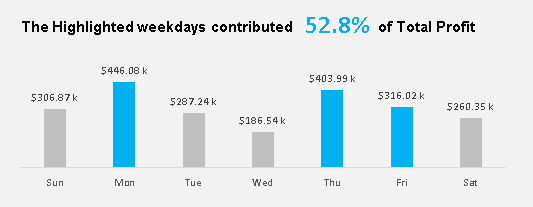 The Highlighted weekdays contributed 52.8% of Total Profit
$446.08 k
$403.99 k
$306.87 k
$316.02 k
$287.24 k
$260.35 k
$186.54 k
Sun Mon Tue Wed Thu Fri Sat